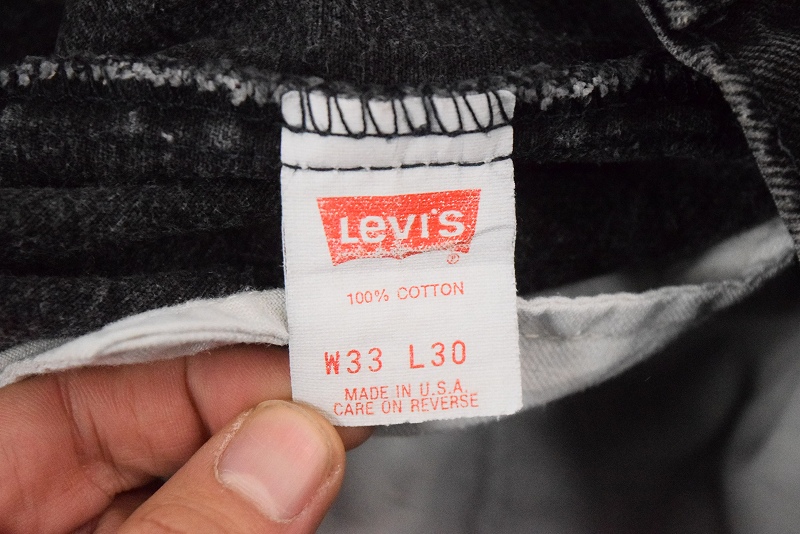 Levi's
®
100% COTTON
W33 L30
MADE IN U.S.A.
CARE ON REVERSE